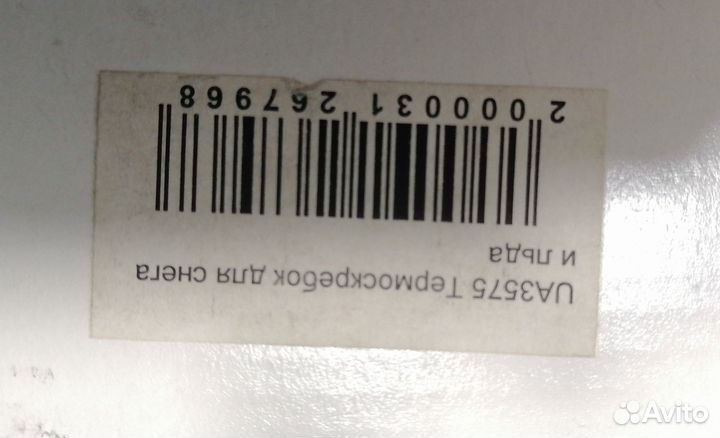 UA3575 Термоскребок для снега
и льда
2 000031 267968
Avito